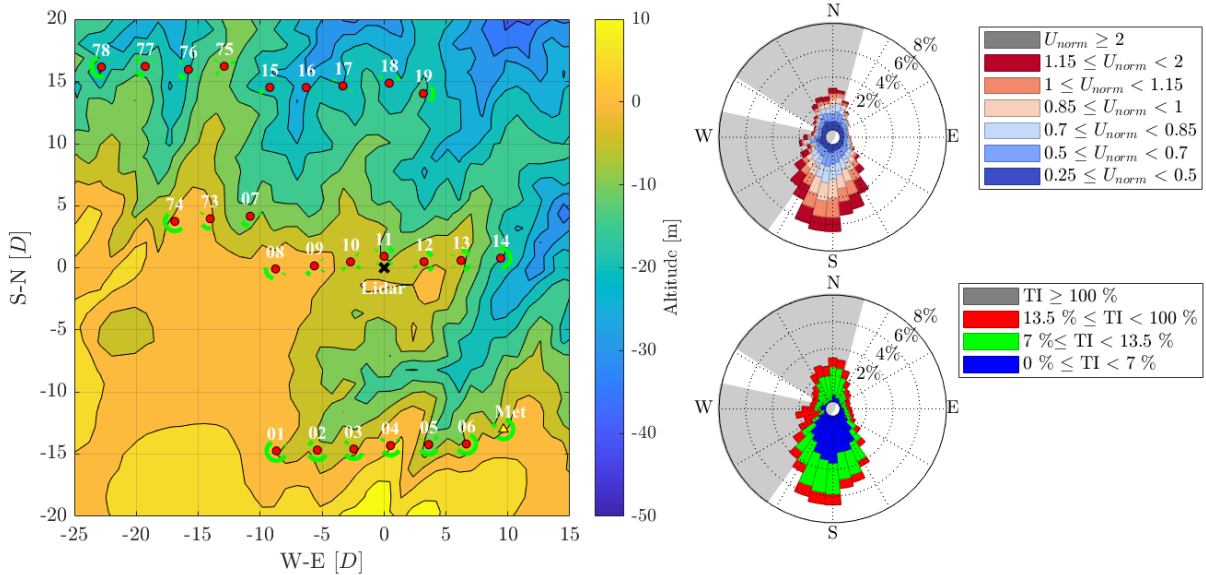 20
15
10
5
0
-5
-10
-15
-20
S-N [D]
-25
-20
-15
-10
-5
0
5
10
15
W-E [D]
78
77
76
75
15
16
17
18
19
74
73
07
08
09
10
11
12
13
14
Lidar
01
02
03
04
05
06
Met
10
0
-10
-20
-30
-40
-50
Altitude [m]
N
8%
6%
4%
2%
W
E
S
U_norm ≥ 2
1.15 ≤ U_norm < 2
1 ≤ U_norm < 1.15
0.85 ≤ U_norm < 1
0.7 ≤ U_norm < 0.85
0.5 ≤ U_norm < 0.7
0.25 ≤ U_norm < 0.5
N
8%
6%
4%
2%
W
E
S
TI ≥ 100 %
13.5 % ≤ TI < 100 %
7 %≤ TI < 13.5 %
0 % ≤ TI < 7 %